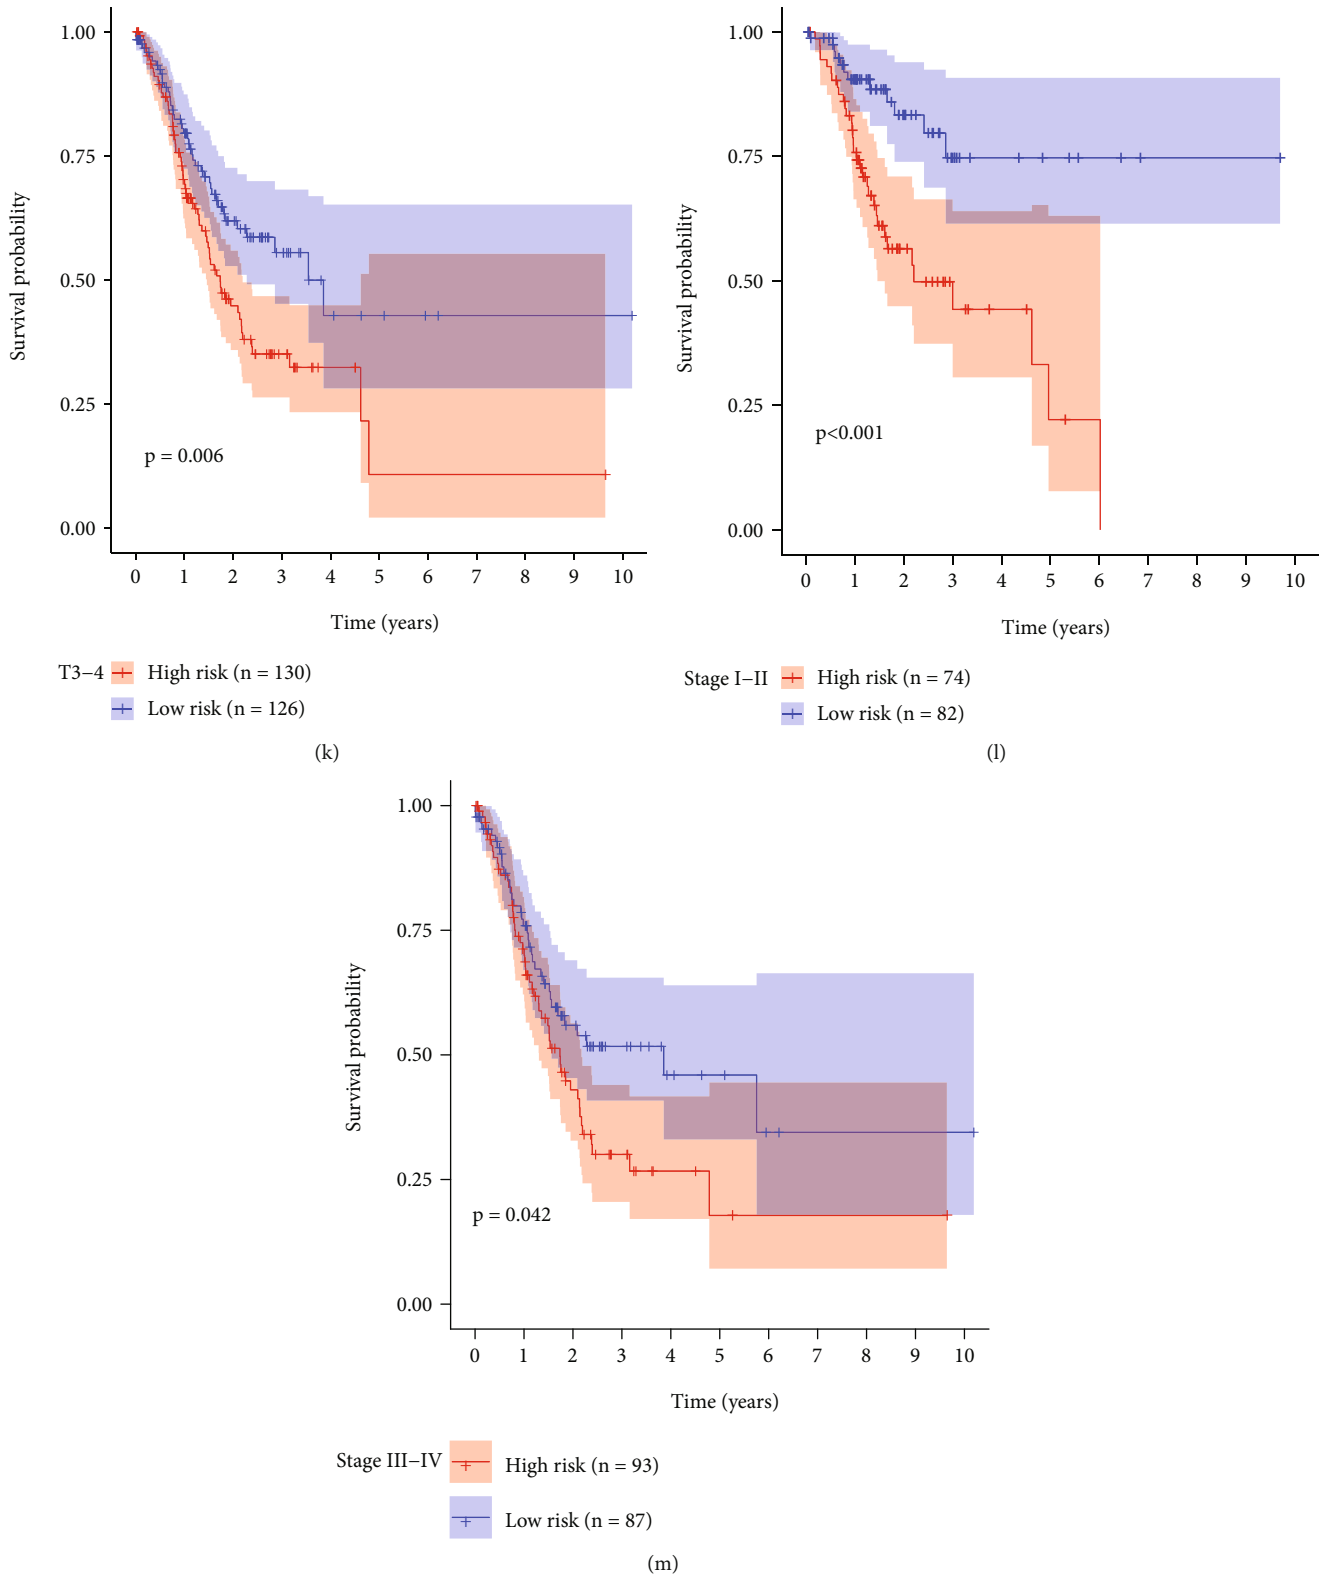 1.00
0.75
0.50
0.25
0.00
Survival probability
p = 0.006
0 1 2 3 4 5 6 7 8 9 10
Time (years)
T3–4
High risk (n = 130)
Low risk (n = 126)
(k)
1.00
0.75
0.50
0.25
0.00
Survival probability
p<0.001
0 1 2 3 4 5 6 7 8 9 10
Time (years)
Stage I–II
High risk (n = 74)
Low risk (n = 82)
(l)
1.00
0.75
0.50
0.25
0.00
Survival probability
p = 0.042
0 1 2 3 4 5 6 7 8 9 10
Time (years)
Stage III–IV
High risk (n = 93)
Low risk (n = 87)
(m)